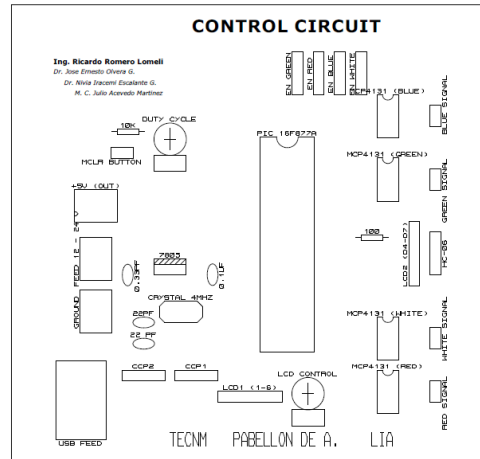 CONTROL CIRCUIT
Ing. Ricardo Romero Lomeli
Dr. Jose Ernesto Olvera G.
Dr. Nivia Iracemi Escalante G.
M. C. Julio Acevedo Martinez
EN GREEN
EN RED
EN BLUE
EN WHITE
MCP4131 (BLUE)
BLUE SIGNAL
10K
DUTY CYCLE
MCLR BUTTON
PIC 16F877A
MCP4131 (GREEN)
GREEN SIGNAL
+5V (OUT)
FEED 12 - 24 V
7805
0.33PF
0.1UF
100
LCD2 (D4-D7)
HC-06
GROUND
CRYSTAL 4MHZ
22PF
22 PF
MCP4131 (WHITE)
WHITE SIGNAL
CCP2
CCP1
LCD CONTROL
MCP4131 (RED)
RED SIGNAL
LCD1 (1-6)
USB FEED
TECNM PABELLON DE A. LIA